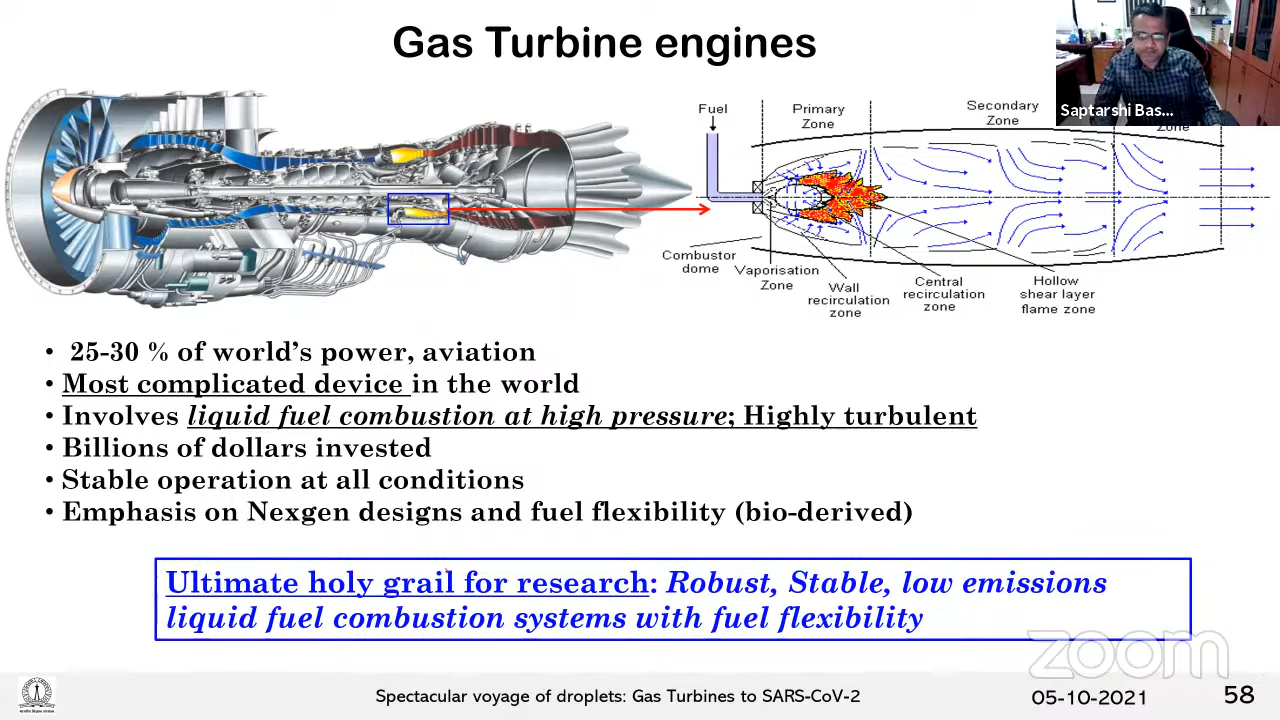 Gas Turbine engines
Saptarshi Bas...
Fuel
Primary
Zone
Secondary
Zone
Zone
Combustor
dome
Vaporisation
Zone
Wall
recirculation
zone
Central
recirculation
zone
Hollow
shear layer
flame zone
• 25-30 % of world's power, aviation
• Most complicated device in the world
• Involves liquid fuel combustion at high pressure; Highly turbulent
• Billions of dollars invested
• Stable operation at all conditions
• Emphasis on Nexgen designs and fuel flexibility (bio-derived)
Ultimate holy grail for research: Robust, Stable, low emissions
liquid fuel combustion systems with fuel flexibility
zoom
Spectacular voyage of droplets: Gas Turbines to SARS-CoV-2
05-10-2021
58